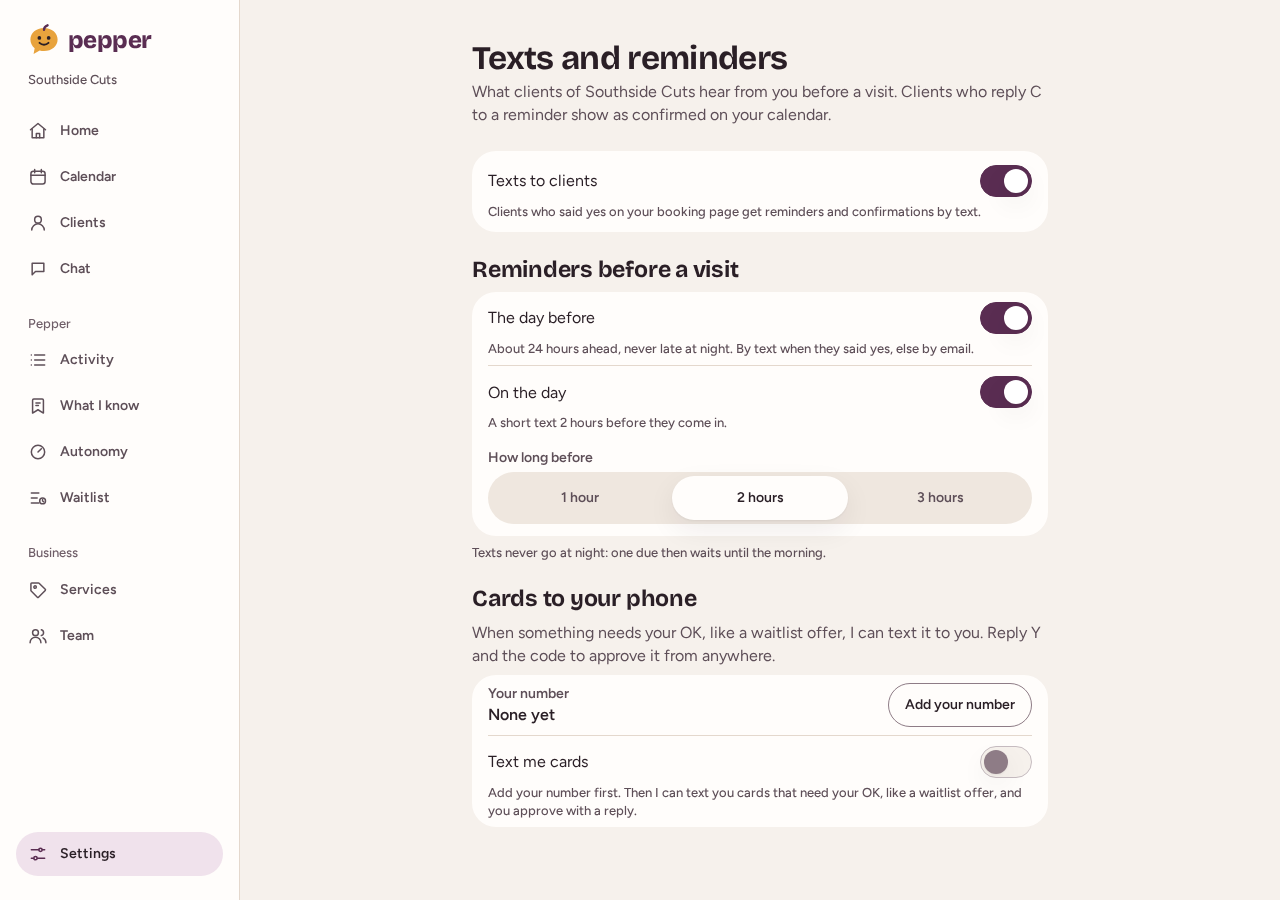 pepper
Southside Cuts
Home
Calendar
Clients
Chat
Pepper
Activity
What I know
Autonomy
Waitlist
Business
Services
Team
Settings
Texts and reminders
What clients of Southside Cuts hear from you before a visit. Clients who reply C
to a reminder show as confirmed on your calendar.
Texts to clients
Clients who said yes on your booking page get reminders and confirmations by text.
Reminders before a visit
The day before
About 24 hours ahead, never late at night. By text when they said yes, else by email.
On the day
A short text 2 hours before they come in.
How long before
1 hour
2 hours
3 hours
Texts never go at night: one due then waits until the morning.
Cards to your phone
When something needs your OK, like a waitlist offer, I can text it to you. Reply Y
and the code to approve it from anywhere.
Your number
None yet
Add your number
Text me cards
Add your number first. Then I can text you cards that need your OK, like a waitlist offer, and
you approve with a reply.